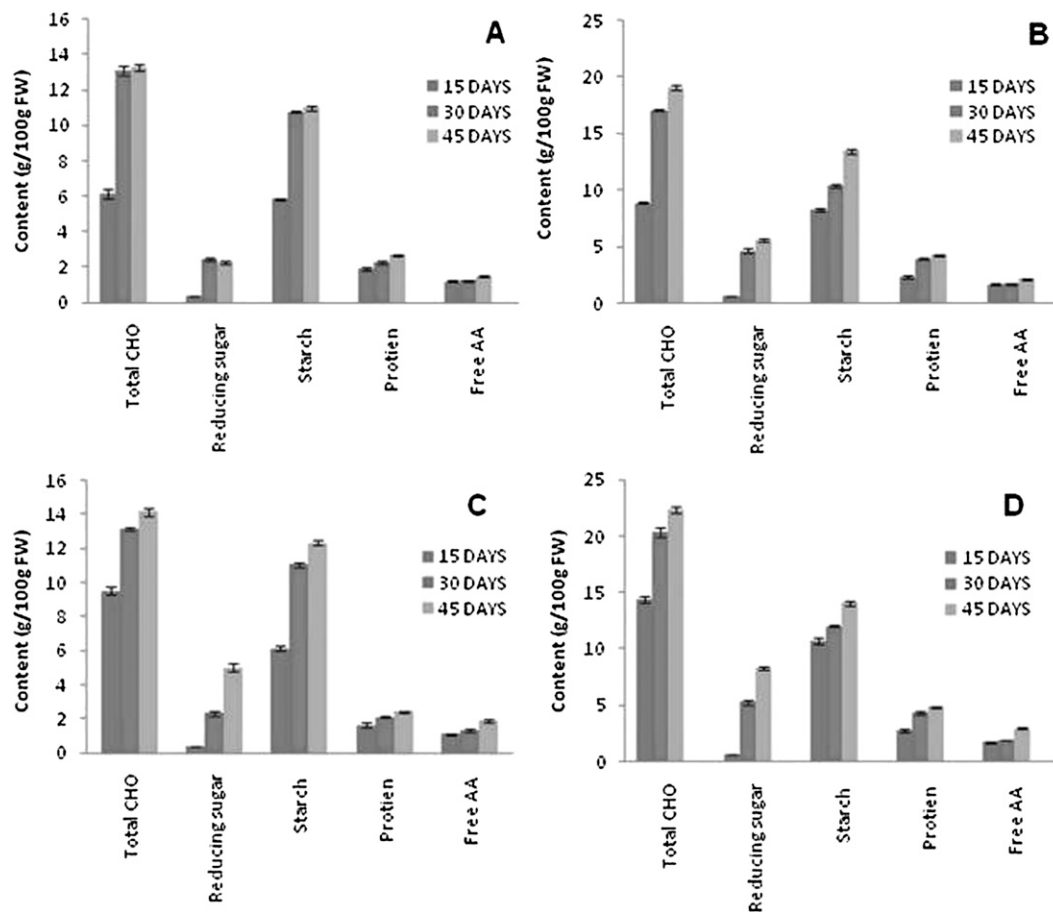 A
Content (g/100g FW)
16
14
12
10
8
6
4
2
0
15 DAYS
30 DAYS
45 DAYS
Total CHO
Reducing sugar
Starch
Protien
Free AA
B
Content (g/100g FW)
25
20
15
10
5
0
15 DAYS
30 DAYS
45 DAYS
Total CHO
Reducing sugar
Starch
Protien
Free AA
C
Content (g/100g FW)
16
14
12
10
8
6
4
2
0
15 DAYS
30 DAYS
45 DAYS
Total CHO
Reducing sugar
Starch
Protien
Free AA
D
Content (g/100g FW)
25
20
15
10
5
0
15 DAYS
30 DAYS
45 DAYS
Total CHO
Reducing sugar
Starch
Protien
Free AA